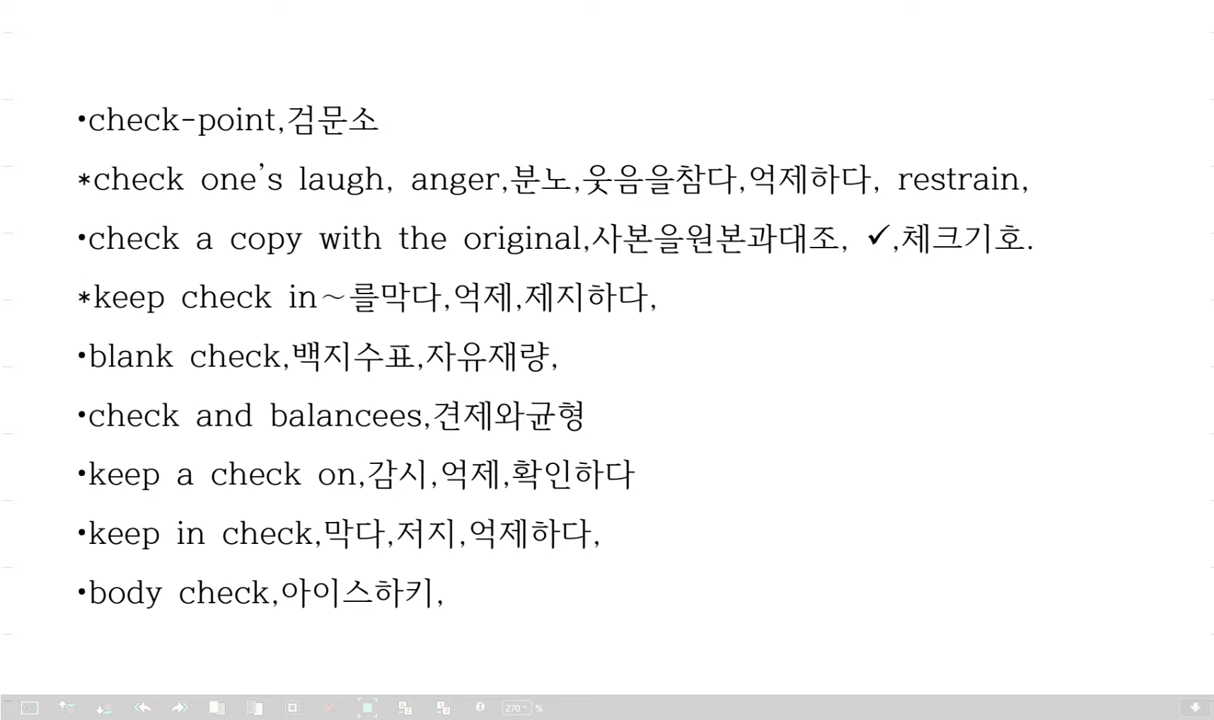 •check-point,검문소
*check one's laugh, anger,분노,웃음을참다,억제하다, restrain,
•check a copy with the original,사본을원본과대조, ✓,체크기호.
*keep check in~를막다,억제,제지하다,
•blank check,백지수표,자유재량,
•check and balancees,견제와균형
•keep a check on,감시,억제,확인하다
•keep in check,막다,저지,억제하다,
•body check,아이스하키,
270 %